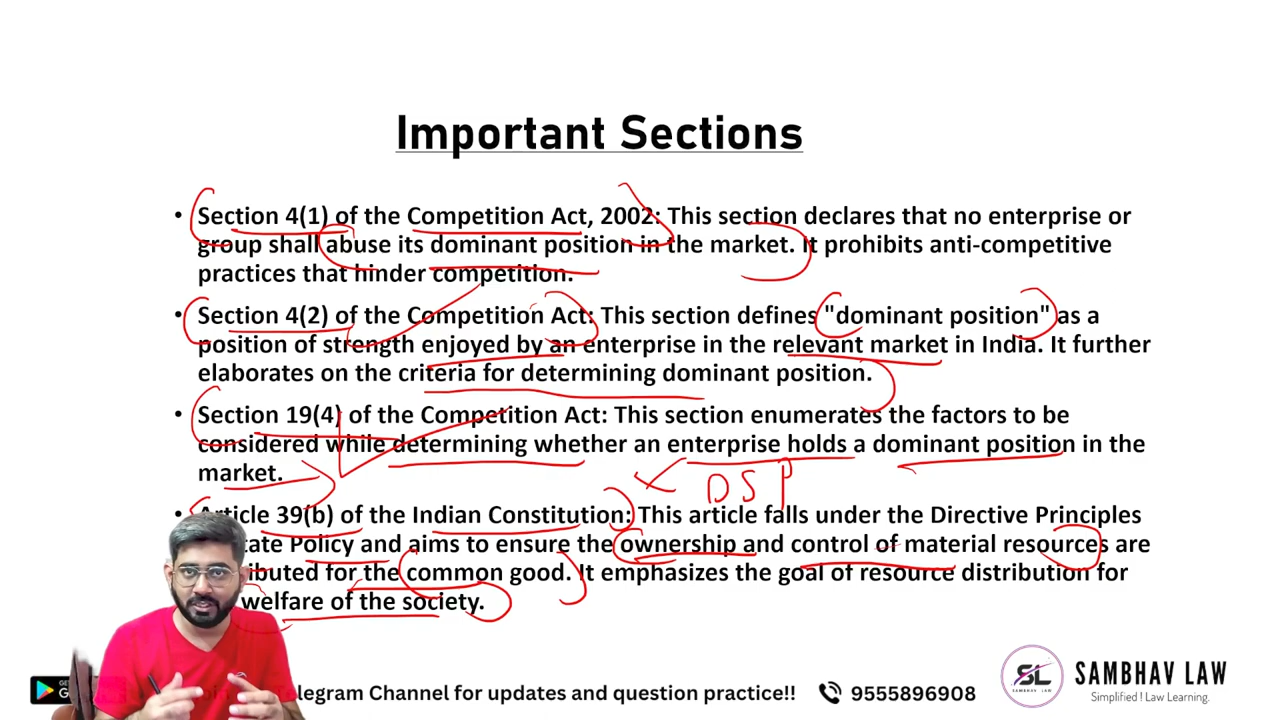 Important Sections
• Section 4(1) of the Competition Act, 2002: This section declares that no enterprise or
group shall abuse its dominant position in the market. It prohibits anti-competitive
practices that hinder competition.
• Section 4(2) of the Competition Act: This section defines "dominant position" as a
position of strength enjoyed by an enterprise in the relevant market in India. It further
elaborates on the criteria for determining dominant position.
• Section 19(4) of the Competition Act: This section enumerates the factors to be
considered while determining whether an enterprise holds a dominant position in the
market.
DSP
• Article 39(b) of the Indian Constitution: This article falls under the Directive Principles
State Policy and aims to ensure the ownership and control of material resources are
for the common good. It emphasizes the goal of resource distribution for
welfare of the society.
Channel for updates and question practice!! 9555896908
SL
SAMBHAV LAW
SAMBHAV LAW
Simplified ! Law Learning.